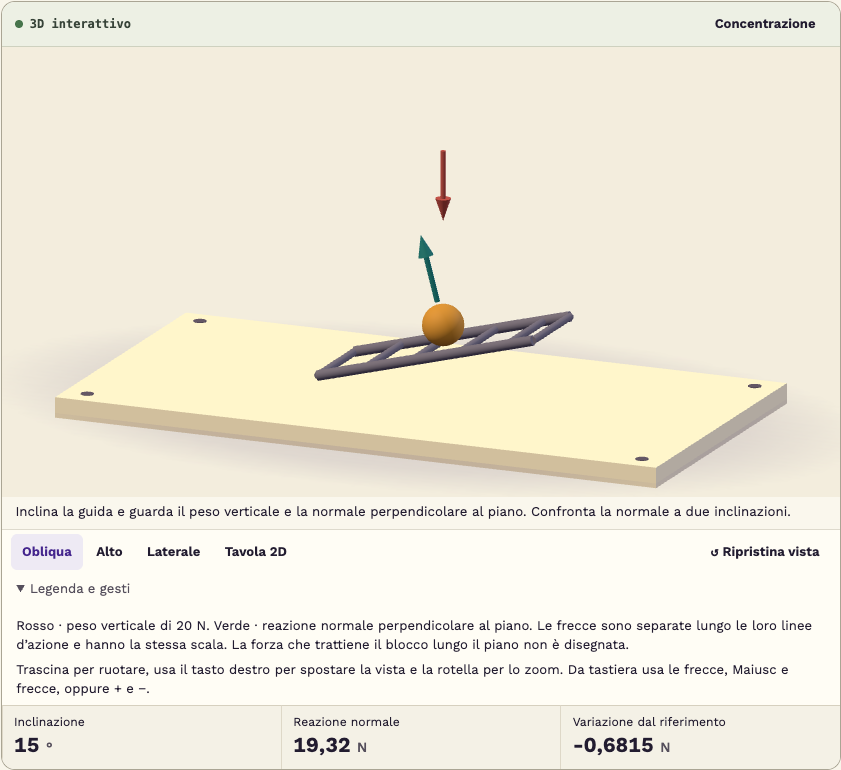 3D interattivo
Concentrazione
Inclina la guida e guarda il peso verticale e la normale perpendicolare al piano. Confronta la normale a due inclinazioni.
Obliqua Alto Laterale Tavola 2D ↺ Ripristina vista
▼ Legenda e gesti
Rosso · peso verticale di 20 N. Verde · reazione normale perpendicolare al piano. Le frecce sono separate lungo le loro linee
d’azione e hanno la stessa scala. La forza che trattiene il blocco lungo il piano non è disegnata.
Trascina per ruotare, usa il tasto destro per spostare la vista e la rotella per lo zoom. Da tastiera usa le frecce, Maiusc e
frecce, oppure + e −.
Inclinazione
15 °
Reazione normale
19,32 N
Variazione dal riferimento
-0,6815 N